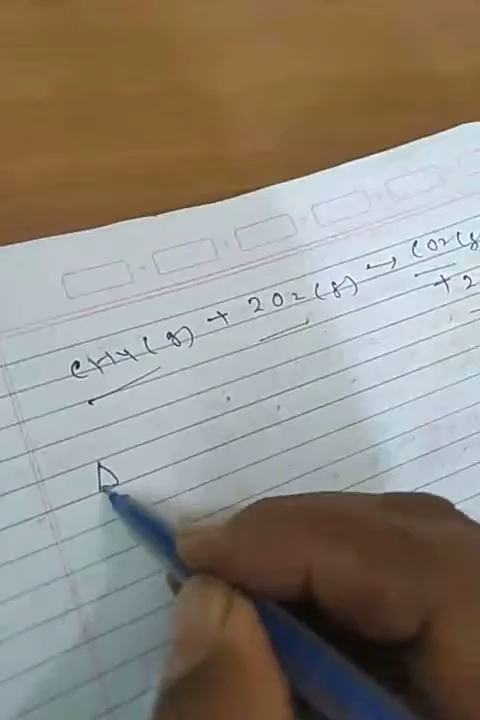 CH4(g) + 2O2(g) → CO2(g
+ 2
D